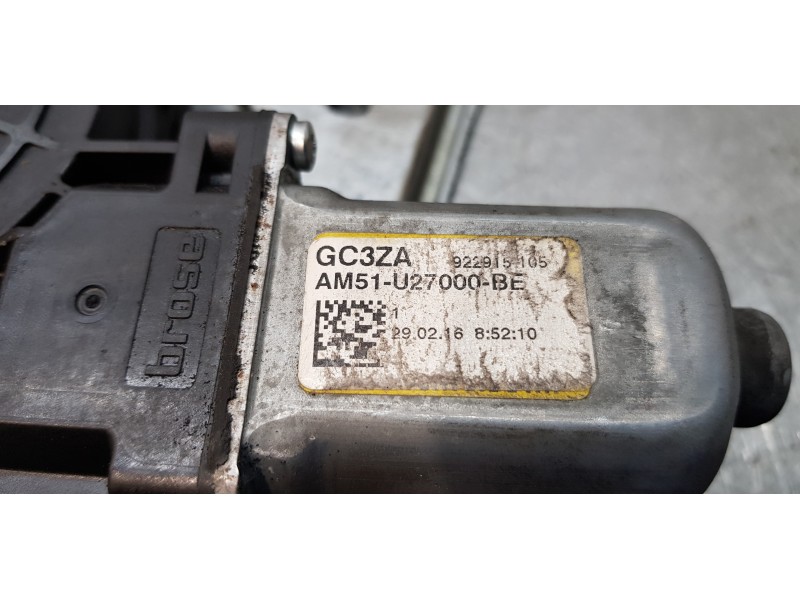 brose
GC3ZA 922915-105
AM51-U27000-BE
1
29.02.16 8:52:10